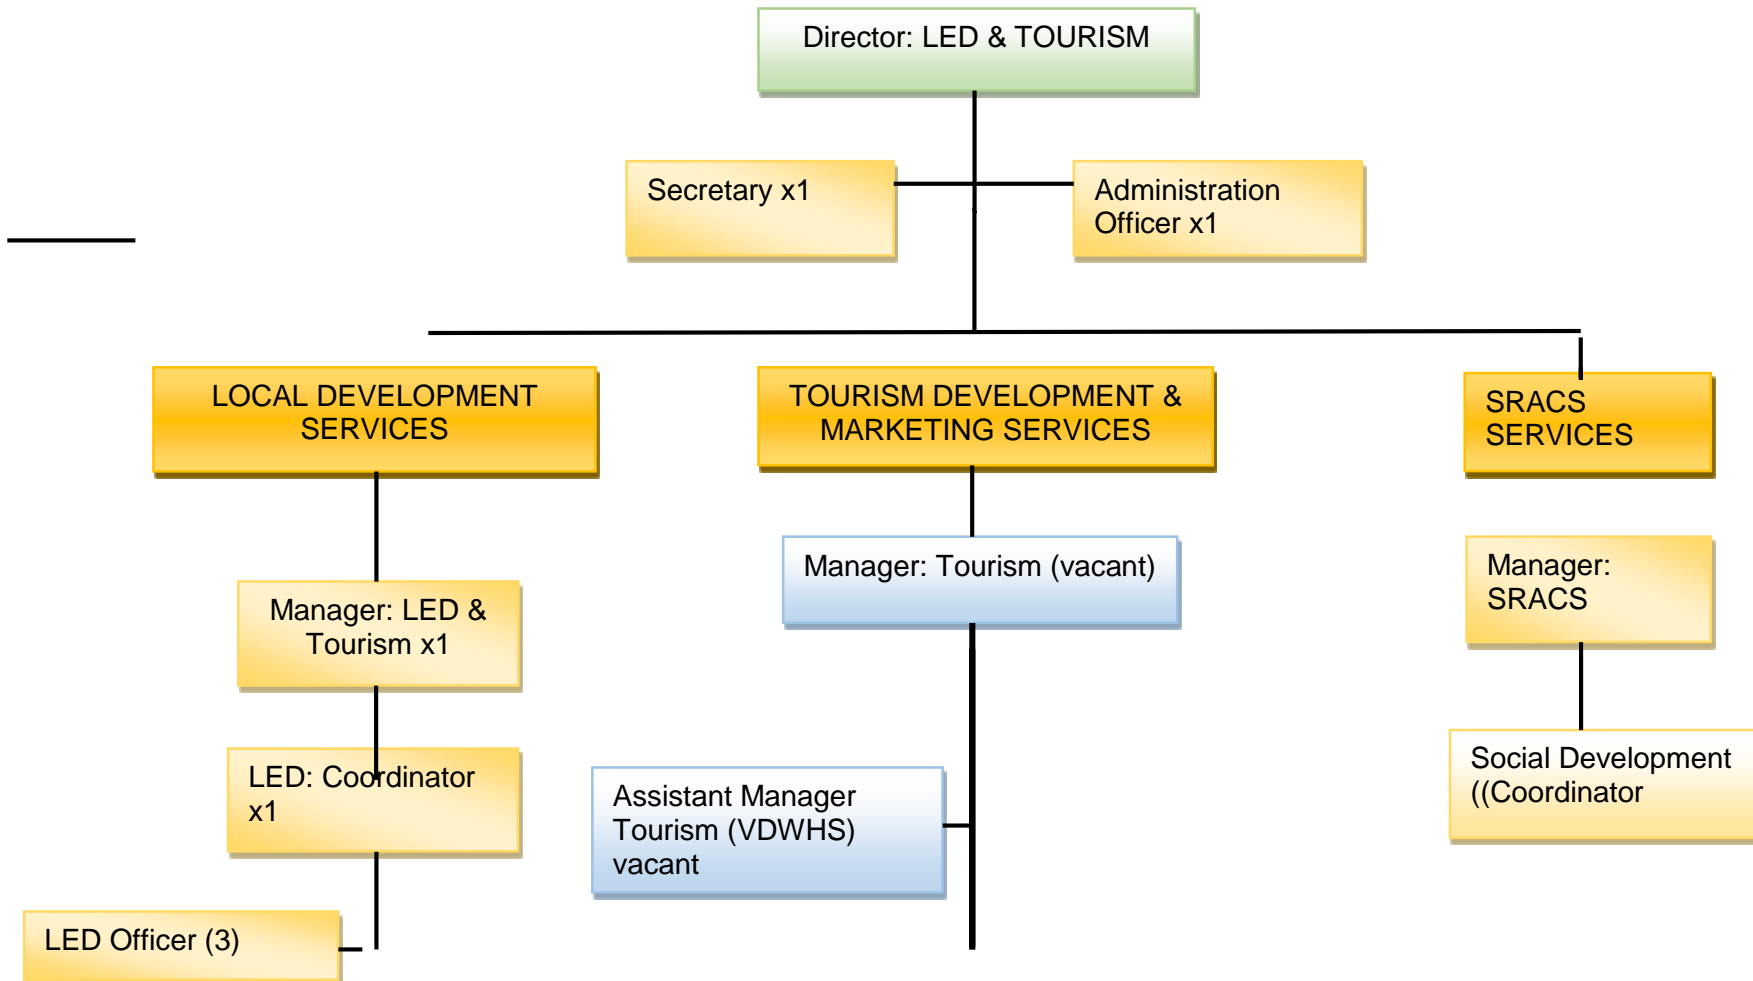 Director: LED & TOURISM
Secretary x1
Administration
Officer x1
LOCAL DEVELOPMENT
SERVICES
TOURISM DEVELOPMENT &
MARKETING SERVICES
SRACS
SERVICES
Manager: LED &
Tourism x1
Manager: Tourism (vacant)
Manager:
SRACS
LED: Coordinator
x1
Assistant Manager
Tourism (VDWHS)
vacant
Social Development
((Coordinator
LED Officer (3)